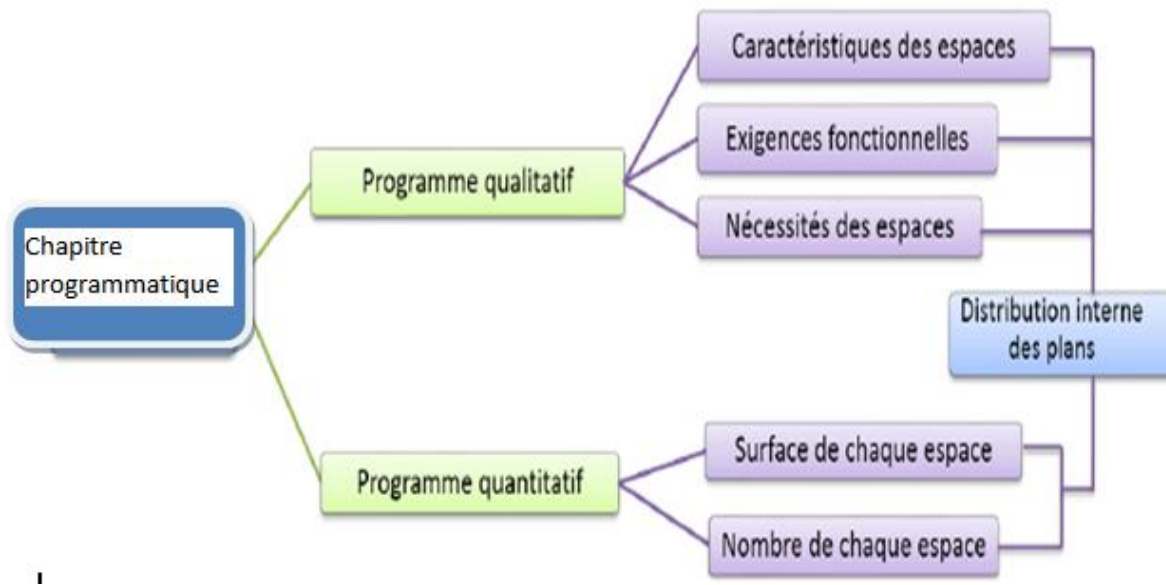 Chapitre
programmatique
Programme qualitatif
Caractéristiques des espaces
Exigences fonctionnelles
Nécessités des espaces
Programme quantitatif
Surface de chaque espace
Nombre de chaque espace
Distribution interne
des plans